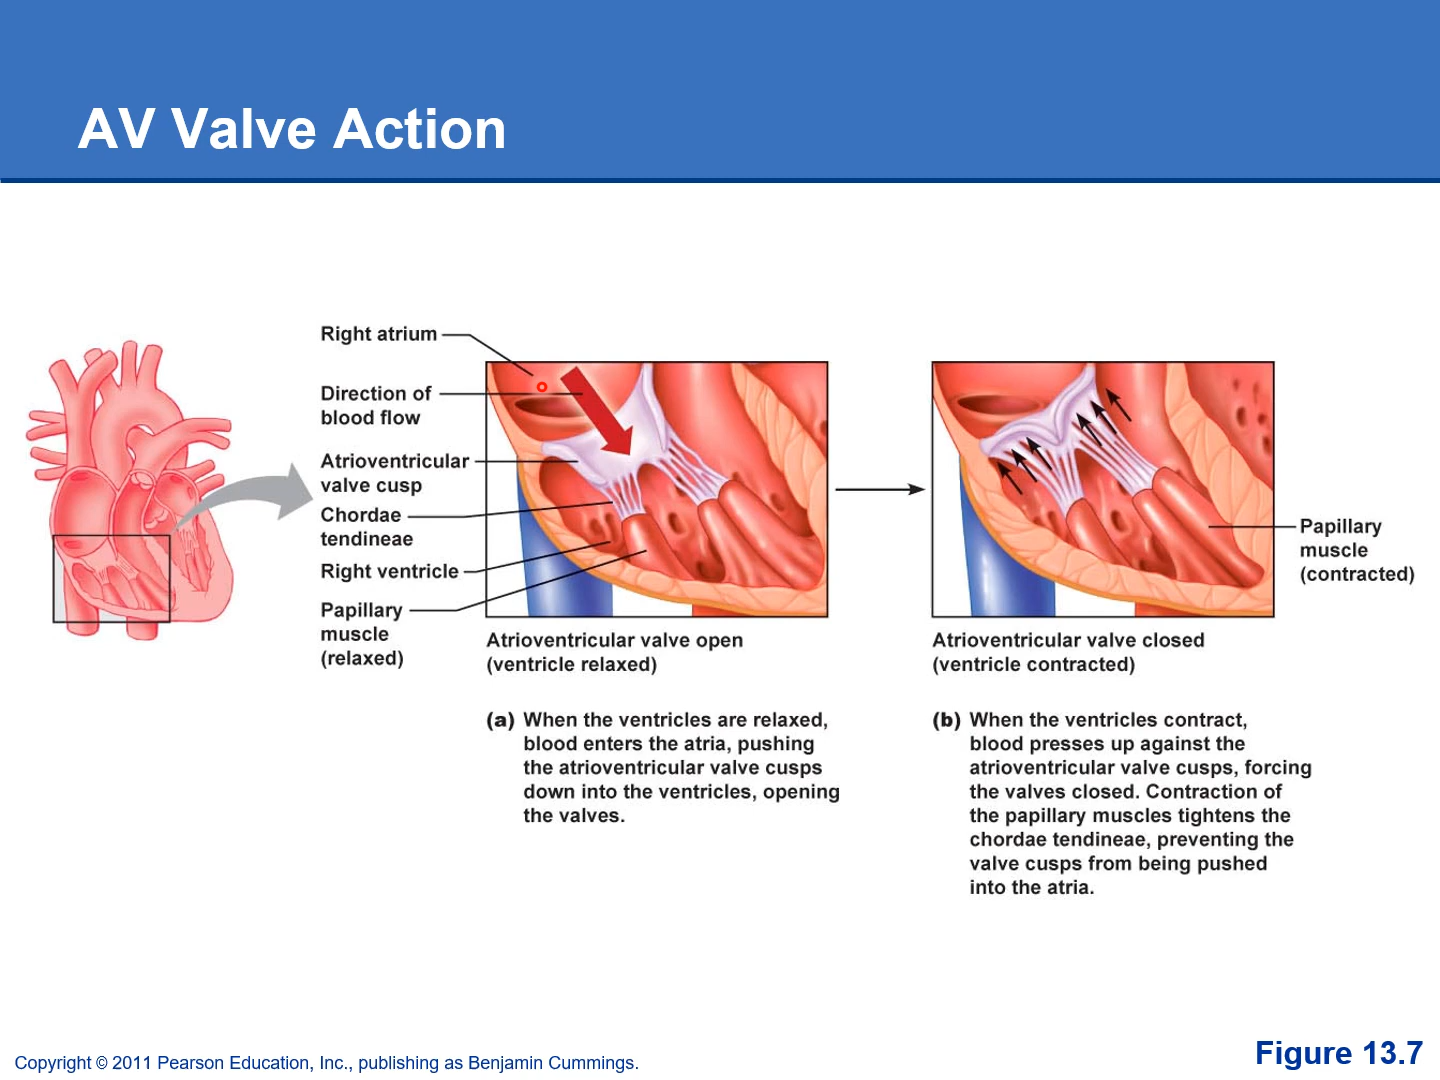 AV Valve Action
Right atrium
Direction of
blood flow
Atrioventricular
valve cusp
Chordae
tendineae
Right ventricle
Papillary
muscle
(relaxed)
Papillary
muscle
(contracted)
Atrioventricular valve open
(ventricle relaxed)
Atrioventricular valve closed
(ventricle contracted)
(a) When the ventricles are relaxed,
blood enters the atria, pushing
the atrioventricular valve cusps
down into the ventricles, opening
the valves.
(b) When the ventricles contract,
blood presses up against the
atrioventricular valve cusps, forcing
the valves closed. Contraction of
the papillary muscles tightens the
chordae tendineae, preventing the
valve cusps from being pushed
into the atria.
Copyright © 2011 Pearson Education, Inc., publishing as Benjamin Cummings.
Figure 13.7